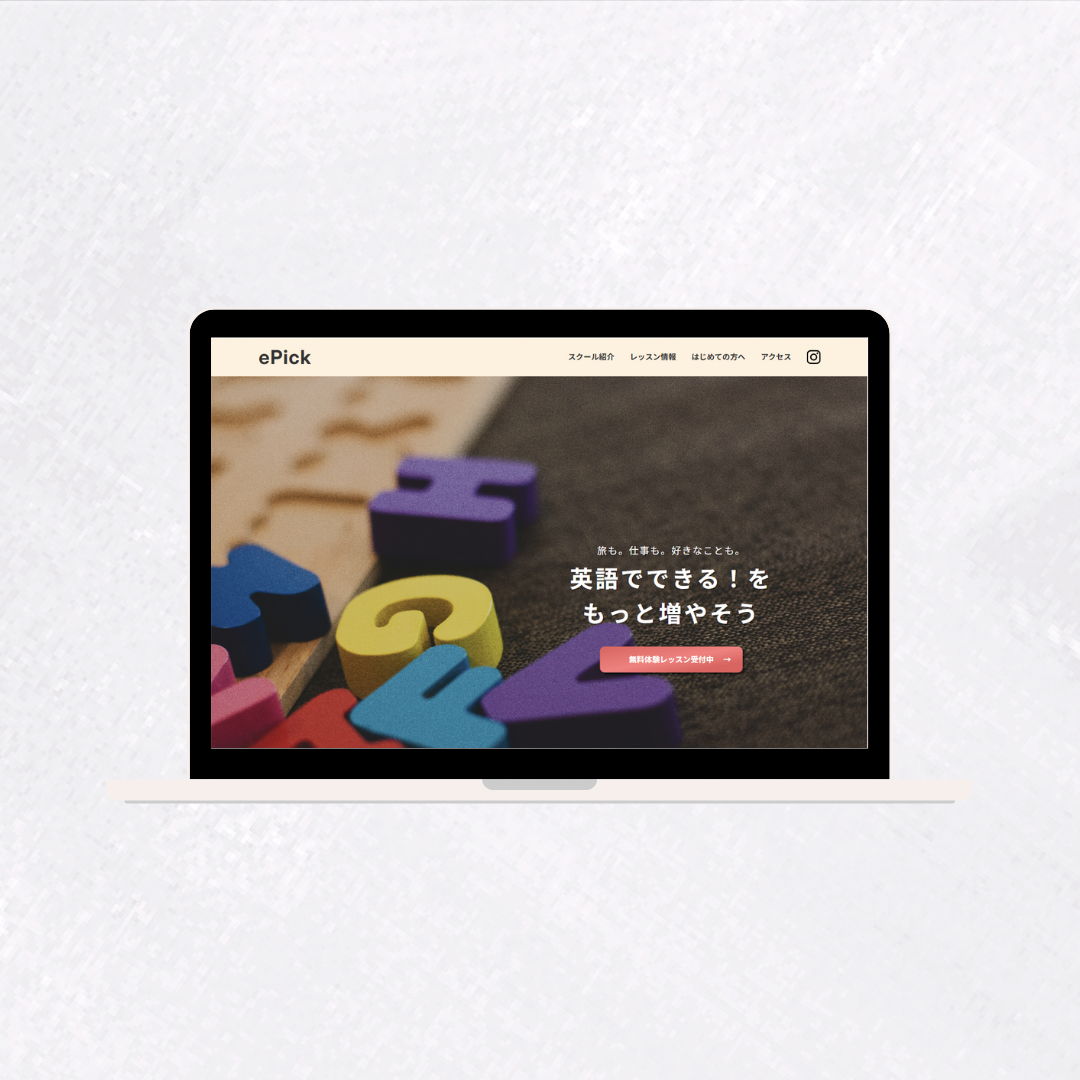 ePick
スクール紹介 レッスン情報 はじめての方へ アクセス
旅も。仕事も。好きなことも。
英語でできる！を
もっと増やそう
無料体験レッスン受付中 →